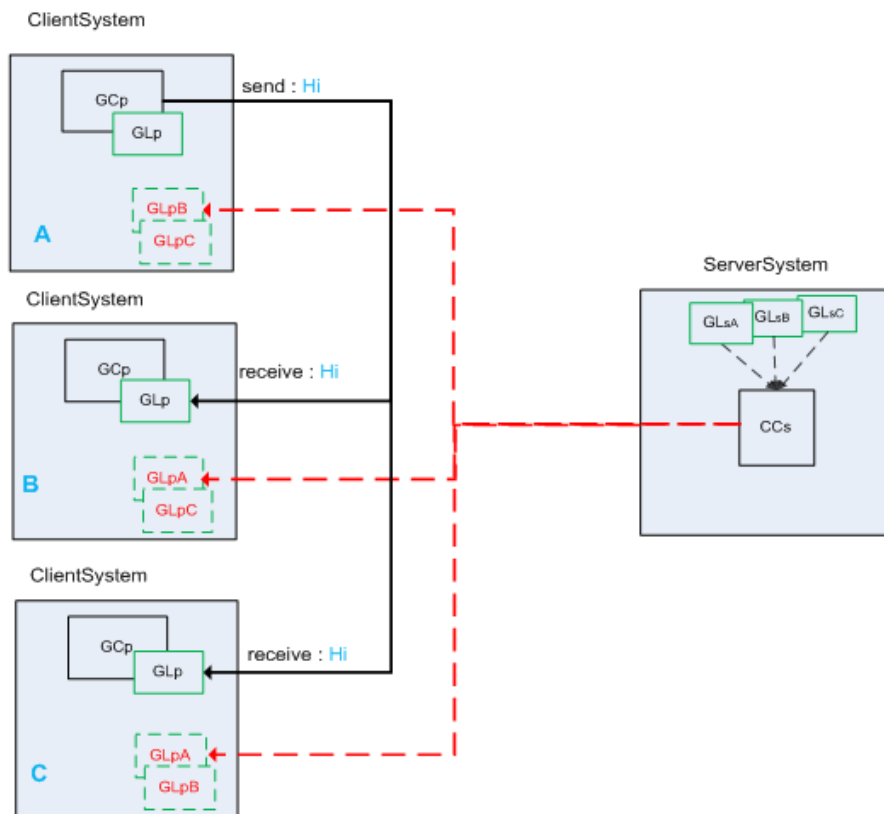 ClientSystem
GCp
GLp
send : Hi
GLpB
GLpC
A
ClientSystem
GCp
GLp
receive : Hi
GLpA
GLpC
B
ClientSystem
GCp
GLp
receive : Hi
GLpA
GLpB
C
ServerSystem
GLsA
GLsB
GLsC
CCs